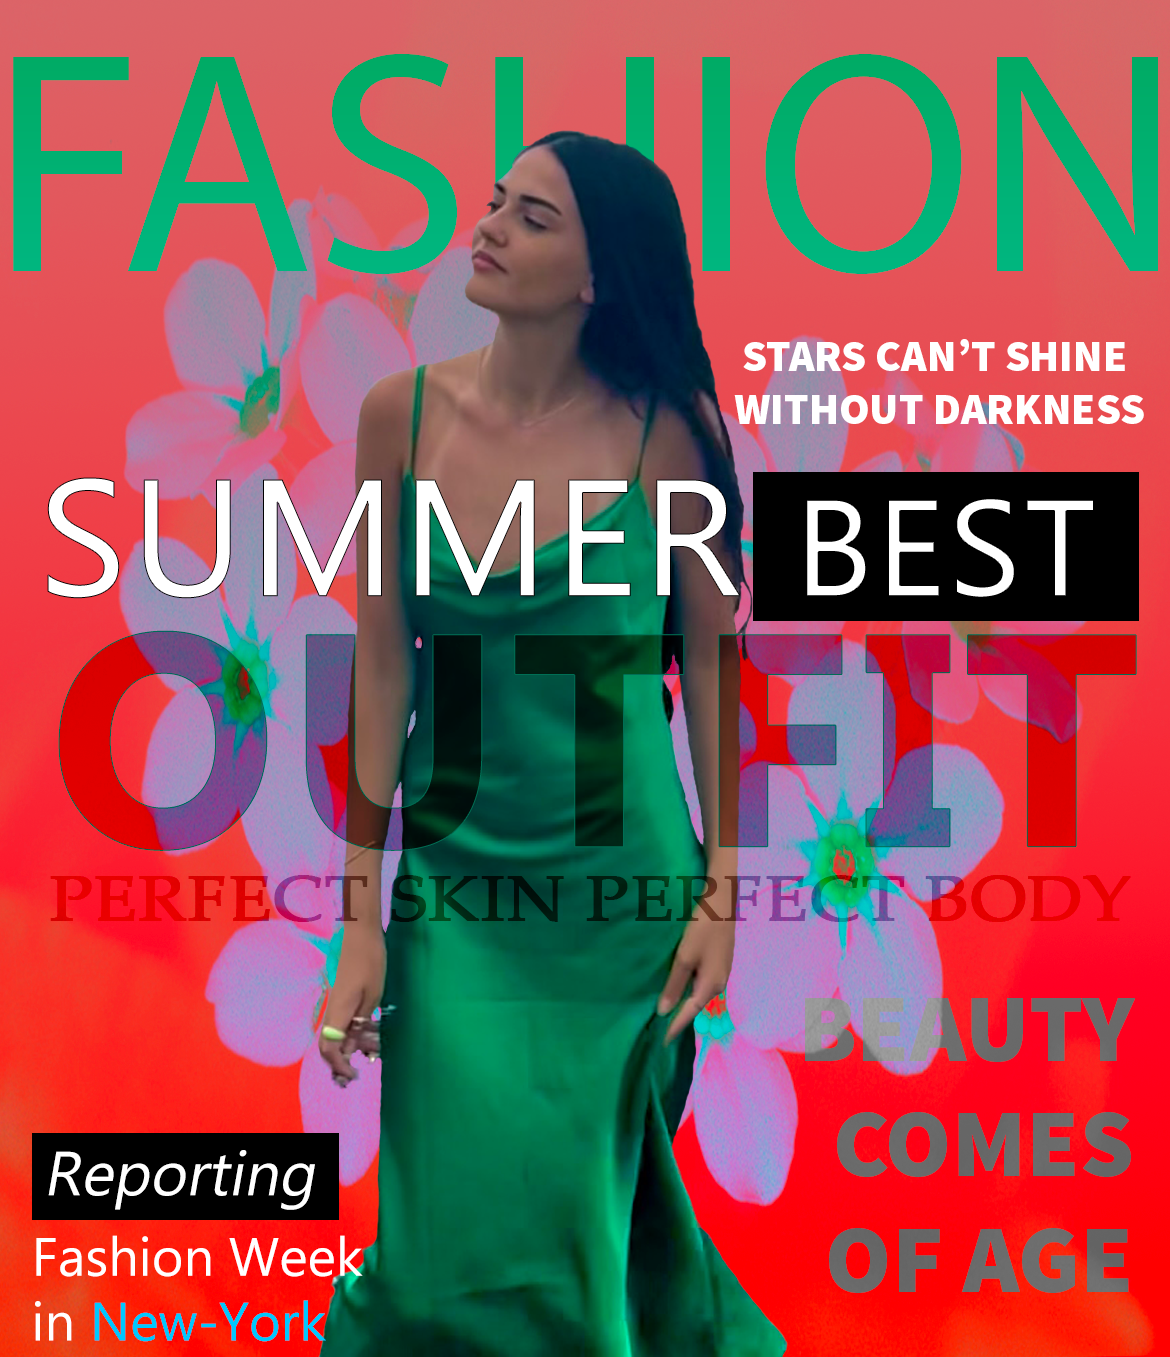 FASHION
STARS CAN’T SHINE
WITHOUT DARKNESS
SUMMER BEST
OUTFIT
PERFECT SKIN PERFECT BODY
BEAUTY
COMES
OF AGE
Reporting
Fashion Week
in New-York